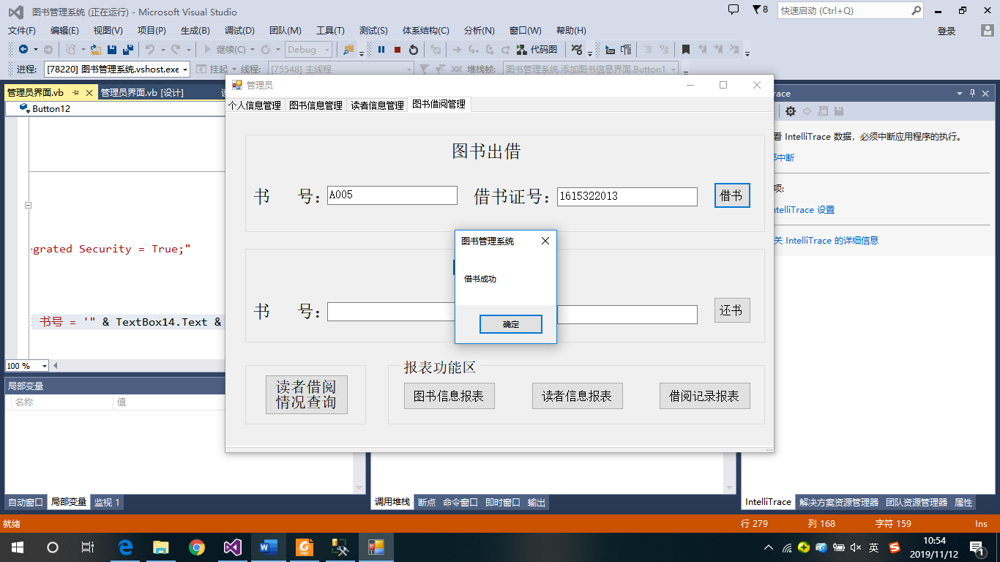 图书管理系统 (正在运行) - Microsoft Visual Studio
8
快速启动 (Ctrl+Q)
文件(F) 编辑(E) 视图(V) 项目(P) 生成(B) 调试(D) 团队(M) 工具(T) 测试(S) 体系结构(C) 分析(N) 窗口(W) 帮助(H)
登录
继续(C) Debug 代码图
进程: [78220] 图书管理系统.vshost.exe 挂起 线程: [75548] 主线程 堆栈帧: 图书管理系统.添加图书信息界面.Button1
管理员界面.vb 管理员界面.vb [设计]
Button12
egrated Security = True;"
书号 = '" & TextBox14.Text &
100 %
局部变量
名称 值
自动窗口 局部变量 监视 1
管理员
个人信息管理 图书信息管理 读者信息管理 图书借阅管理
图书出借
书 号: A005 借书证号: 1615322013 借书
图书管理系统
借书成功
确定
书 号: 还书
读者借阅
情况查询
报表功能区
图书信息报表 读者信息报表 借阅记录报表
race
看 IntelliTrace 数据，必须中断应用程序的执行。
部中断
项:
ntelliTrace 设置
关 IntelliTrace 的详细信息
调用堆栈 断点 命令窗口 即时窗口 输出
IntelliTrace 解决方案资源管理器 团队资源管理器 属性
就绪 行 279 列 168 字符 159 Ins
英
10:54
2019/11/12
1